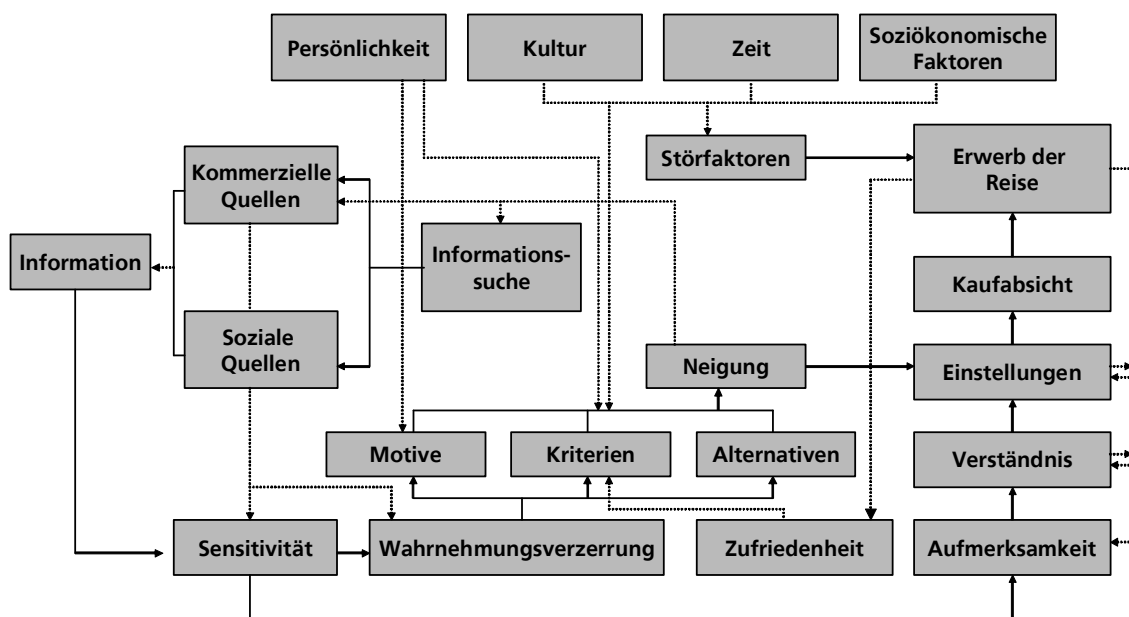 Persönlichkeit
Kultur
Zeit
Soziökonomische
Faktoren
Störfaktoren
Erwerb der
Reise
Kommerzielle
Quellen
Information
Informations-
suche
Kaufabsicht
Soziale
Quellen
Neigung
Einstellungen
Motive
Kriterien
Alternativen
Verständnis
Sensitivität
Wahrnehmungsverzerrung
Zufriedenheit
Aufmerksamkeit